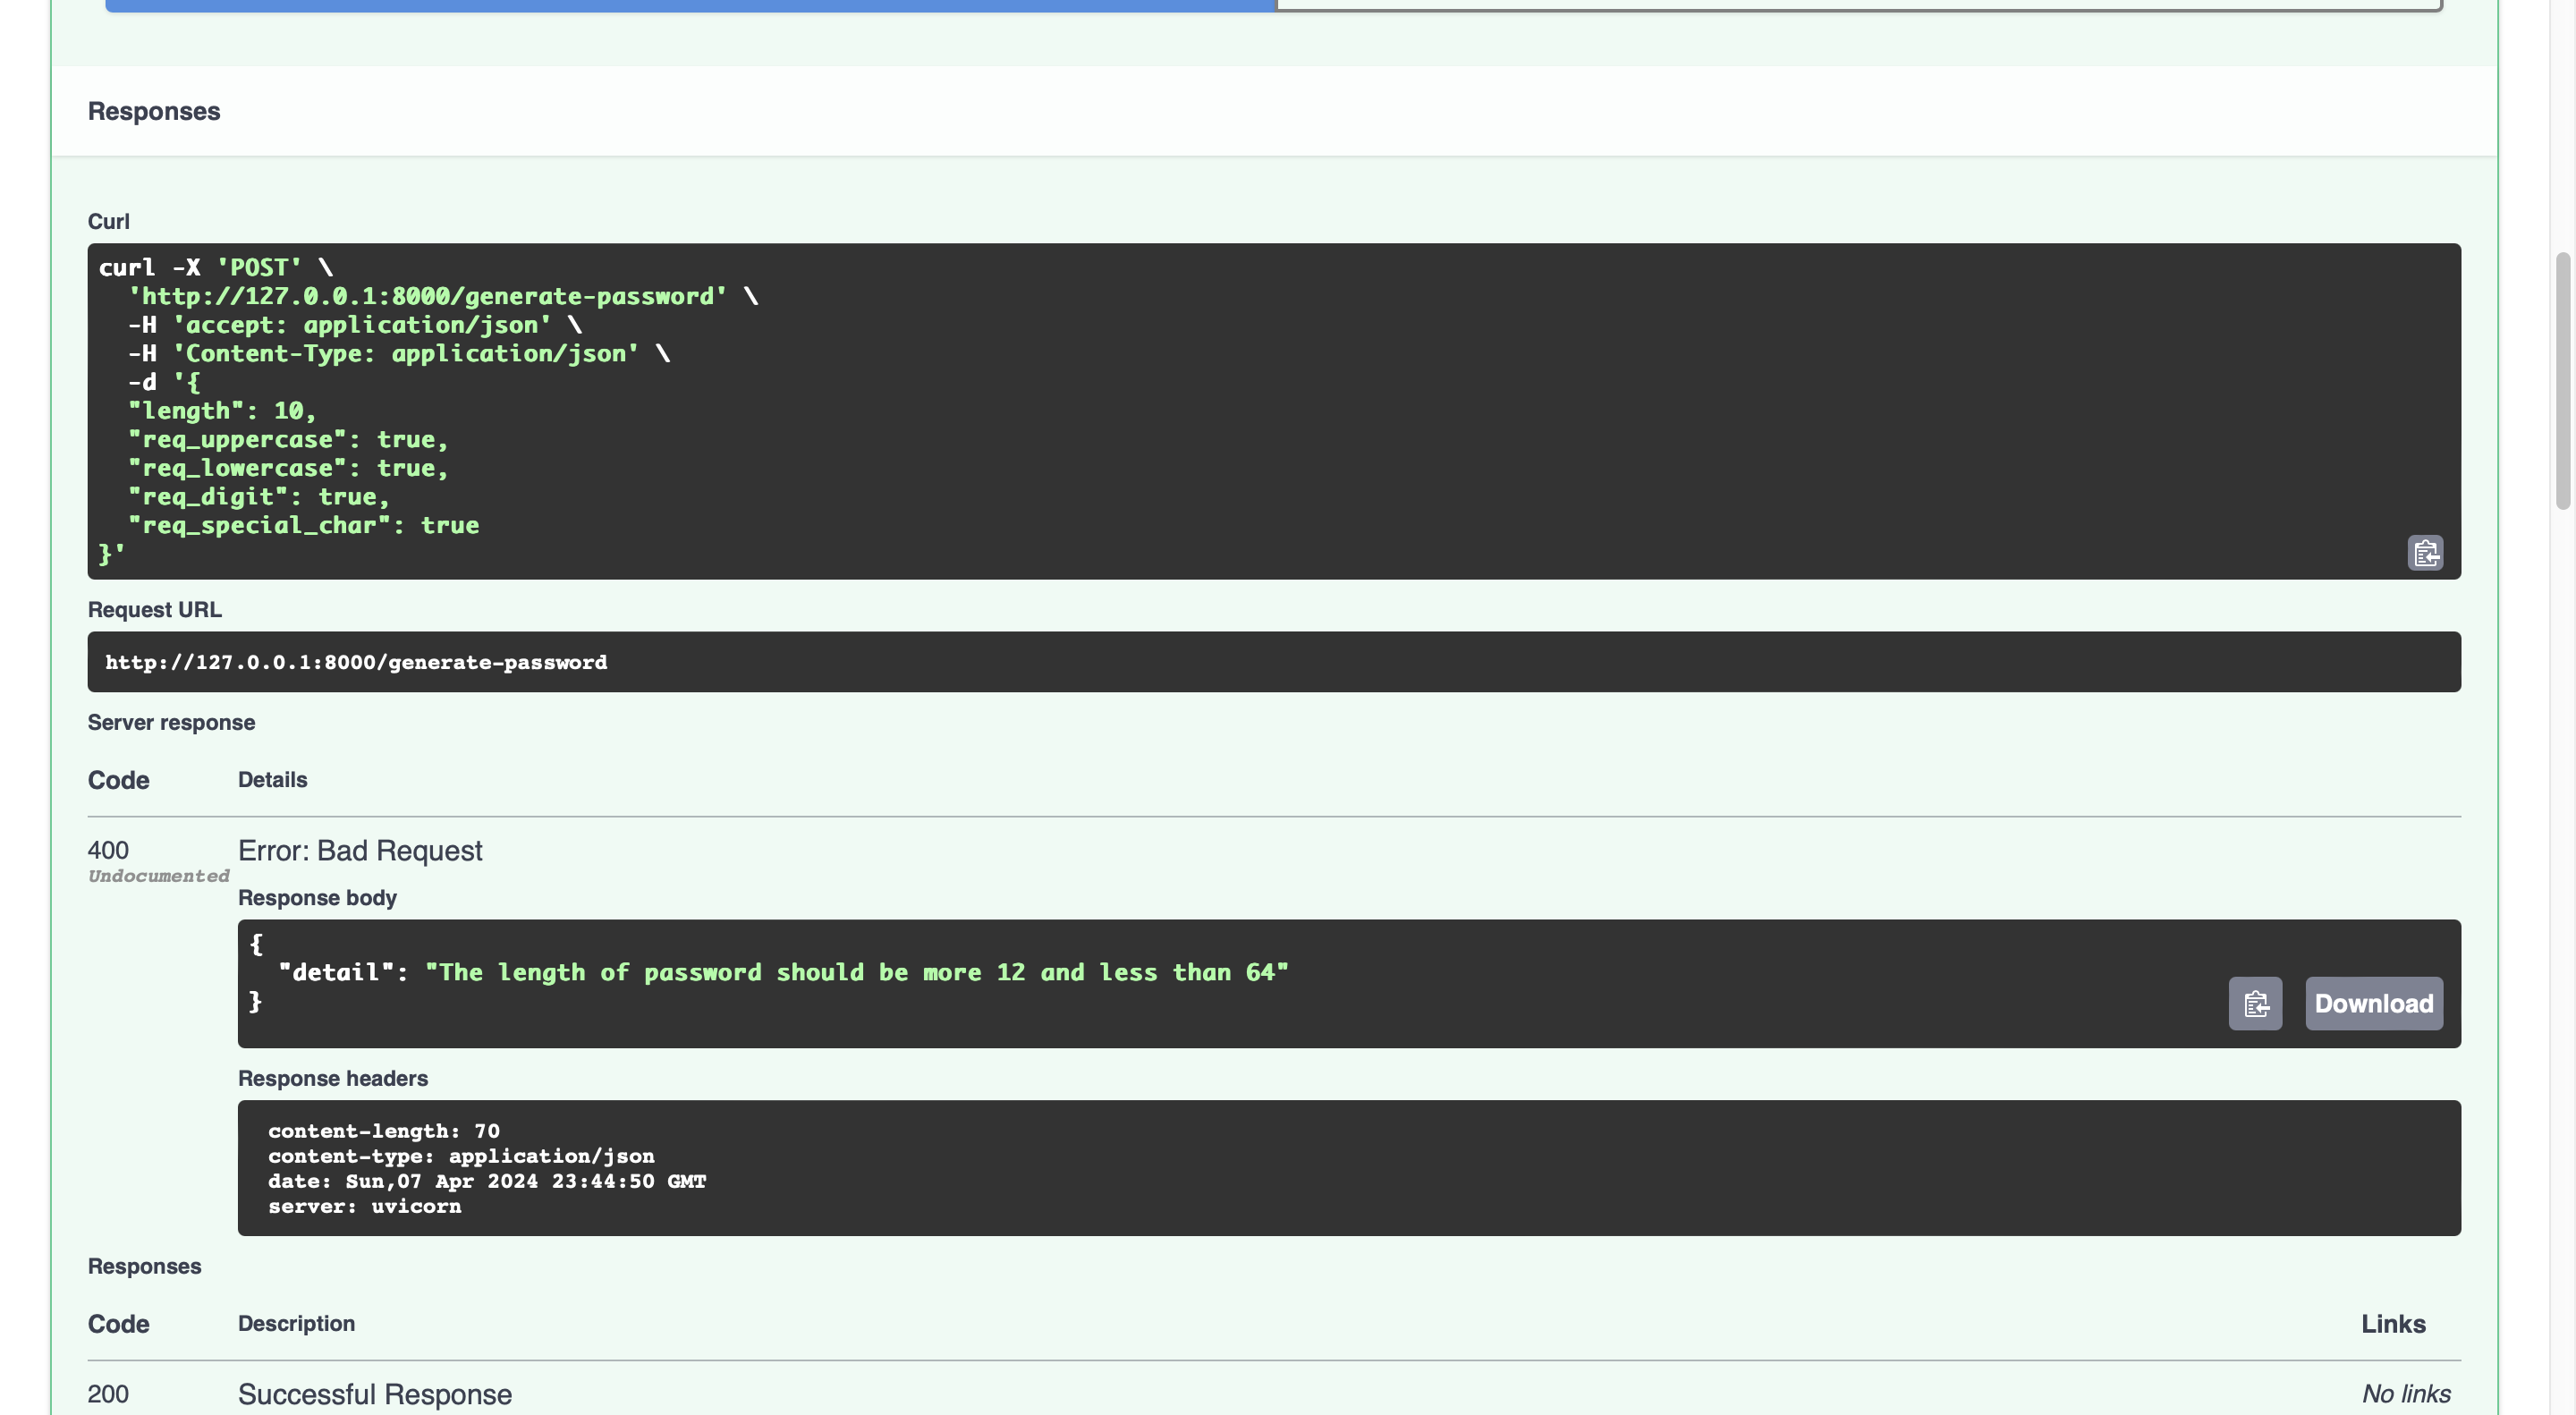 Responses
Curl
curl -X 'POST' \
'http://127.0.0.1:8000/generate-password' \
-H 'accept: application/json' \
-H 'Content-Type: application/json' \
-d '{
"length": 10,
"req_uppercase": true,
"req_lowercase": true,
"req_digit": true,
"req_special_char": true
}'
Request URL
http://127.0.0.1:8000/generate-password
Server response
Code Details
400 Error: Bad Request
Undocumented
Response body
{
"detail": "The length of password should be more 12 and less than 64"
}
Download
Response headers
content-length: 70
content-type: application/json
date: Sun,07 Apr 2024 23:44:50 GMT
server: uvicorn
Responses
Code Description Links
200 Successful Response No links